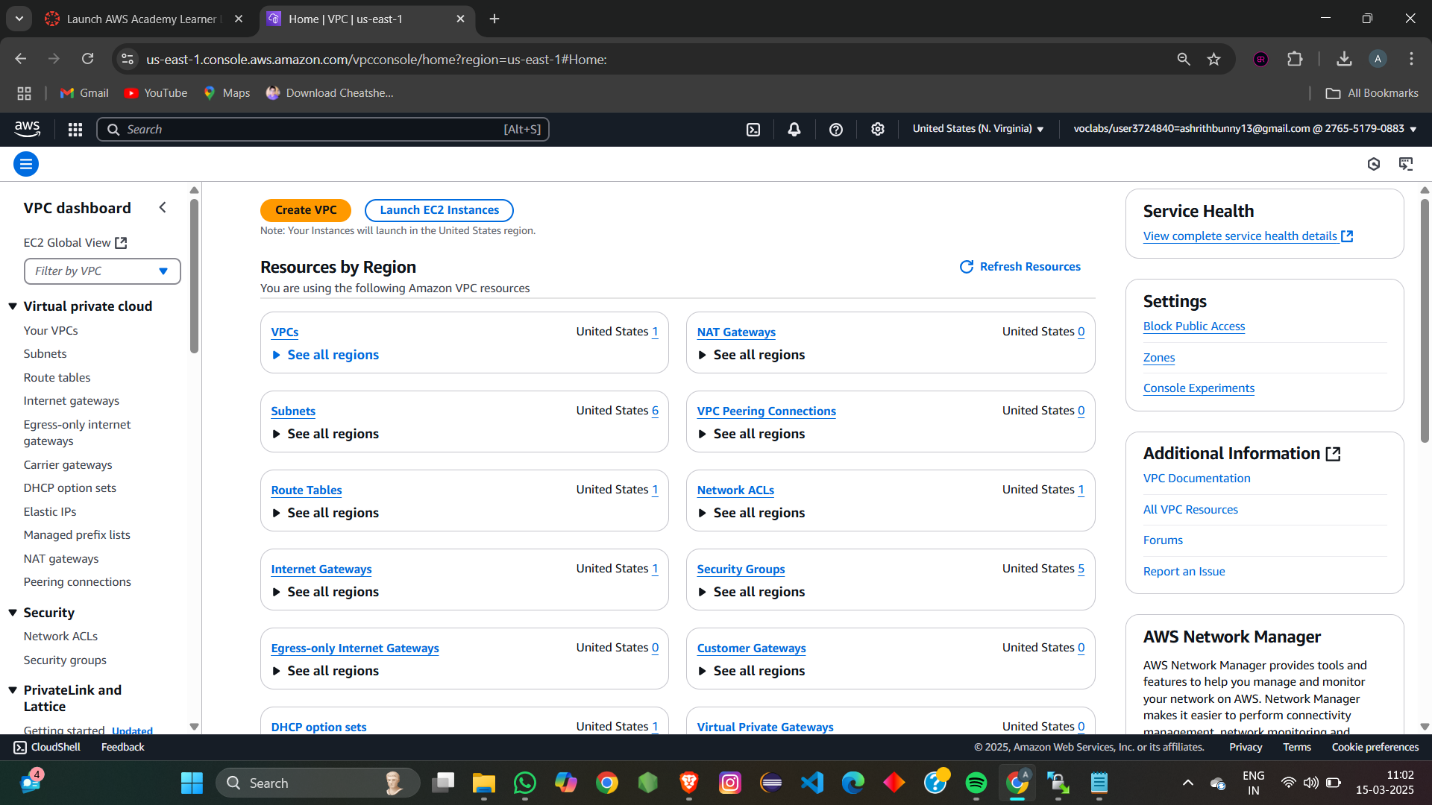 Launch AWS Academy Learner
Home | VPC | us-east-1
us-east-1.console.aws.amazon.com/vpcconsole/home?region=us-east-1#Home:
A
Gmail
YouTube
Maps
Download Cheatshe...
All Bookmarks
aws
Search
[Alt+S]
United States (N. Virginia)
voclabs/user3724840=ashrithbunny13@gmail.com @ 2765-5179-0883
VPC dashboard
EC2 Global View
Filter by VPC
Virtual private cloud
Your VPCs
Subnets
Route tables
Internet gateways
Egress-only internet
gateways
Carrier gateways
DHCP option sets
Elastic IPs
Managed prefix lists
NAT gateways
Peering connections
Security
Network ACLs
Security groups
PrivateLink and
Lattice
Getting started Updated
Create VPC
Launch EC2 Instances
Note: Your Instances will launch in the United States region.
Resources by Region
Refresh Resources
You are using the following Amazon VPC resources
VPCs
United States 1
See all regions
NAT Gateways
United States 0
See all regions
Subnets
United States 6
See all regions
VPC Peering Connections
United States 0
See all regions
Route Tables
United States 1
See all regions
Network ACLs
United States 1
See all regions
Internet Gateways
United States 1
See all regions
Security Groups
United States 5
See all regions
Egress-only Internet Gateways
United States 0
See all regions
Customer Gateways
United States 0
See all regions
DHCP option sets
United States 1
Virtual Private Gateways
United States 0
Service Health
View complete service health details
Settings
Block Public Access
Zones
Console Experiments
Additional Information
VPC Documentation
All VPC Resources
Forums
Report an Issue
AWS Network Manager
AWS Network Manager provides tools and
features to help you manage and monitor
your network on AWS. Network Manager
makes it easier to perform connectivity
management, network monitoring and
CloudShell
Feedback
© 2025, Amazon Web Services, Inc. or its affiliates.
Privacy
Terms
Cookie preferences
4
Search
A
ENG
IN
11:02
15-03-2025